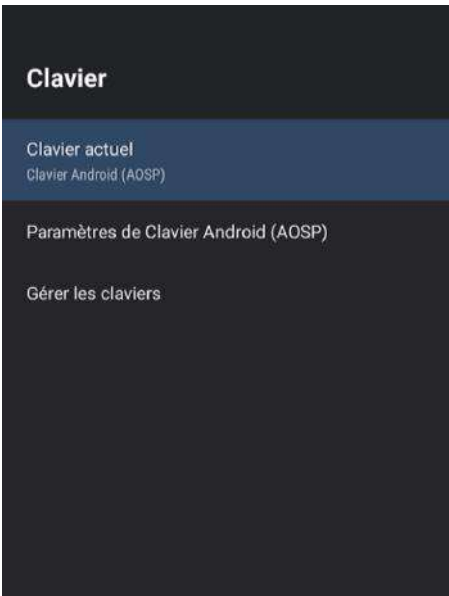 Clavier
Clavier actuel
Clavier Android (AOSP)
Paramètres de Clavier Android (AOSP)
Gérer les claviers